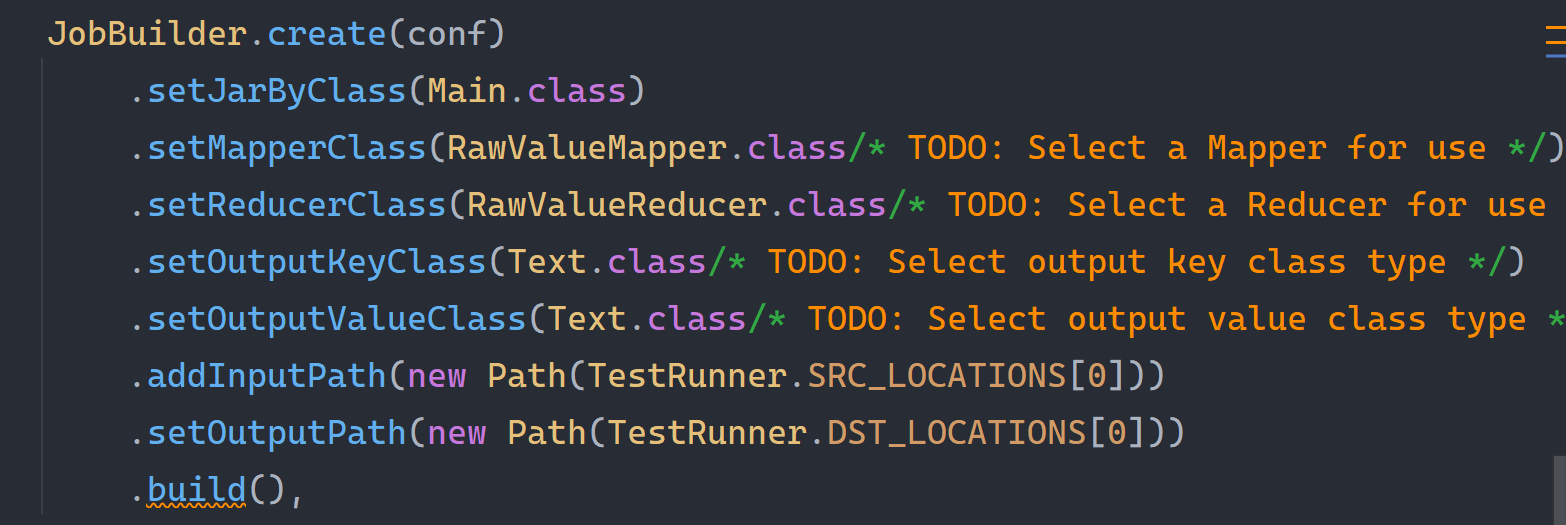 JobBuilder.create(conf)
.setJarByClass(Main.class)
.setMapperClass(RawValueMapper.class/* TODO: Select a Mapper for use */)
.setReducerClass(RawValueReducer.class/* TODO: Select a Reducer for use
.setOutputKeyClass(Text.class/* TODO: Select output key class type */)
.setOutputValueClass(Text.class/* TODO: Select output value class type *
.addInputPath(new Path(TestRunner.SRC_LOCATIONS[0]))
.setOutputPath(new Path(TestRunner.DST_LOCATIONS[0]))
.build(),